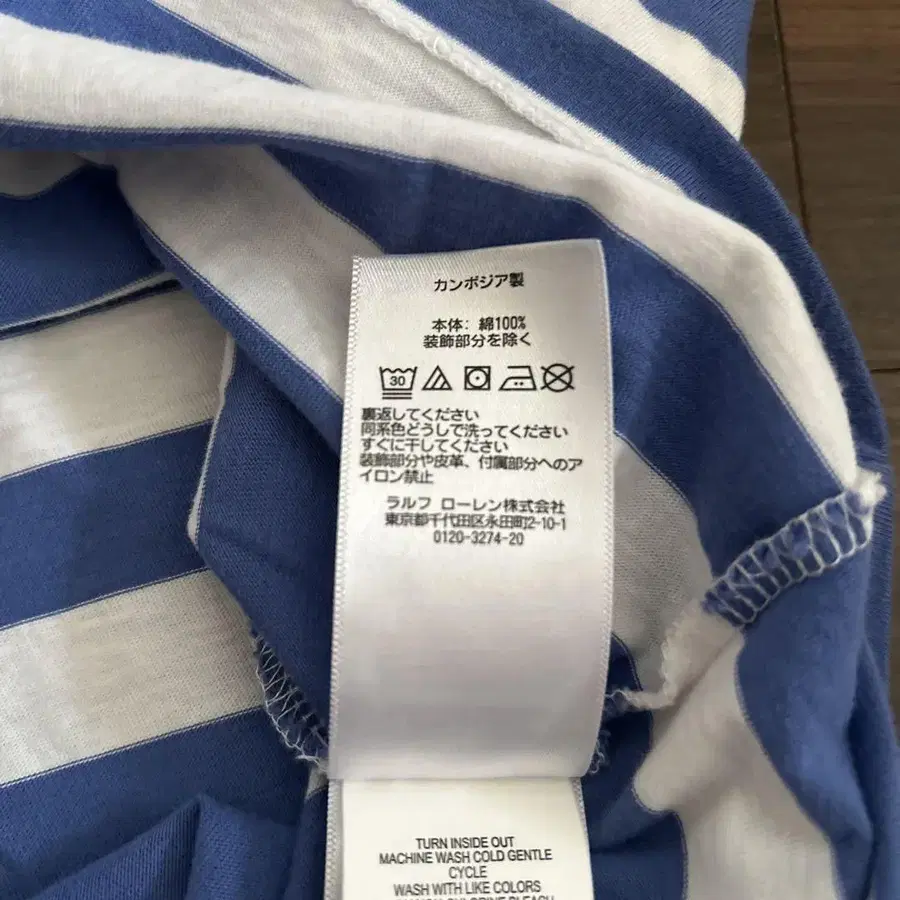 カンボジア製
本体: 綿100%
装飾部分を除く
30
裏返してください
同系色どうしで洗ってください
すぐに干してください
装飾部分や皮革、付属部分へのア
イロン禁止
ラルフ ローレン株式会社
東京都千代田区永田町2-10-1
0120-3274-20
TURN INSIDE OUT
MACHINE WASH COLD GENTLE
CYCLE
WASH WITH LIKE COLORS